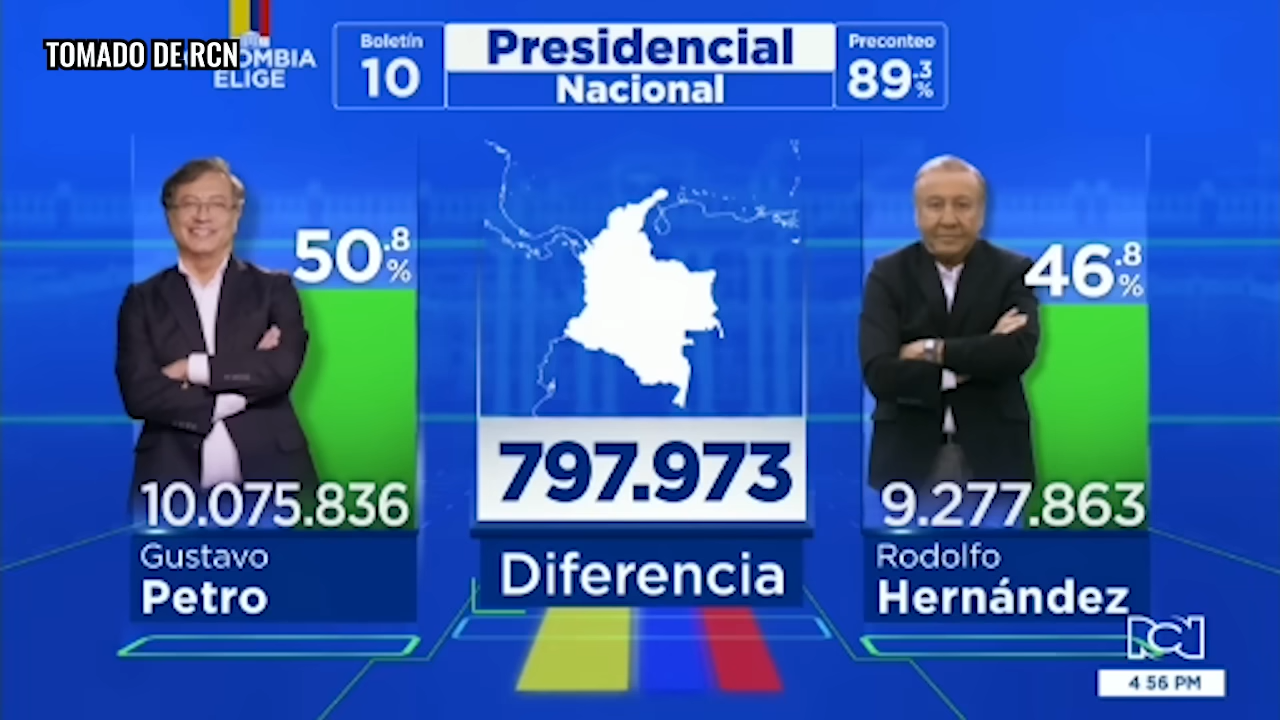 TOMADO DE RCN
OMBIA
ELIGE
Boletín
10
Presidencial
Nacional
Preconteo
89.3
%
50.8
%
46.8
%
10.075.836
797.973
9.277.863
Gustavo
Petro
Diferencia
Rodolfo
Hernández
RCN
4 56 PM